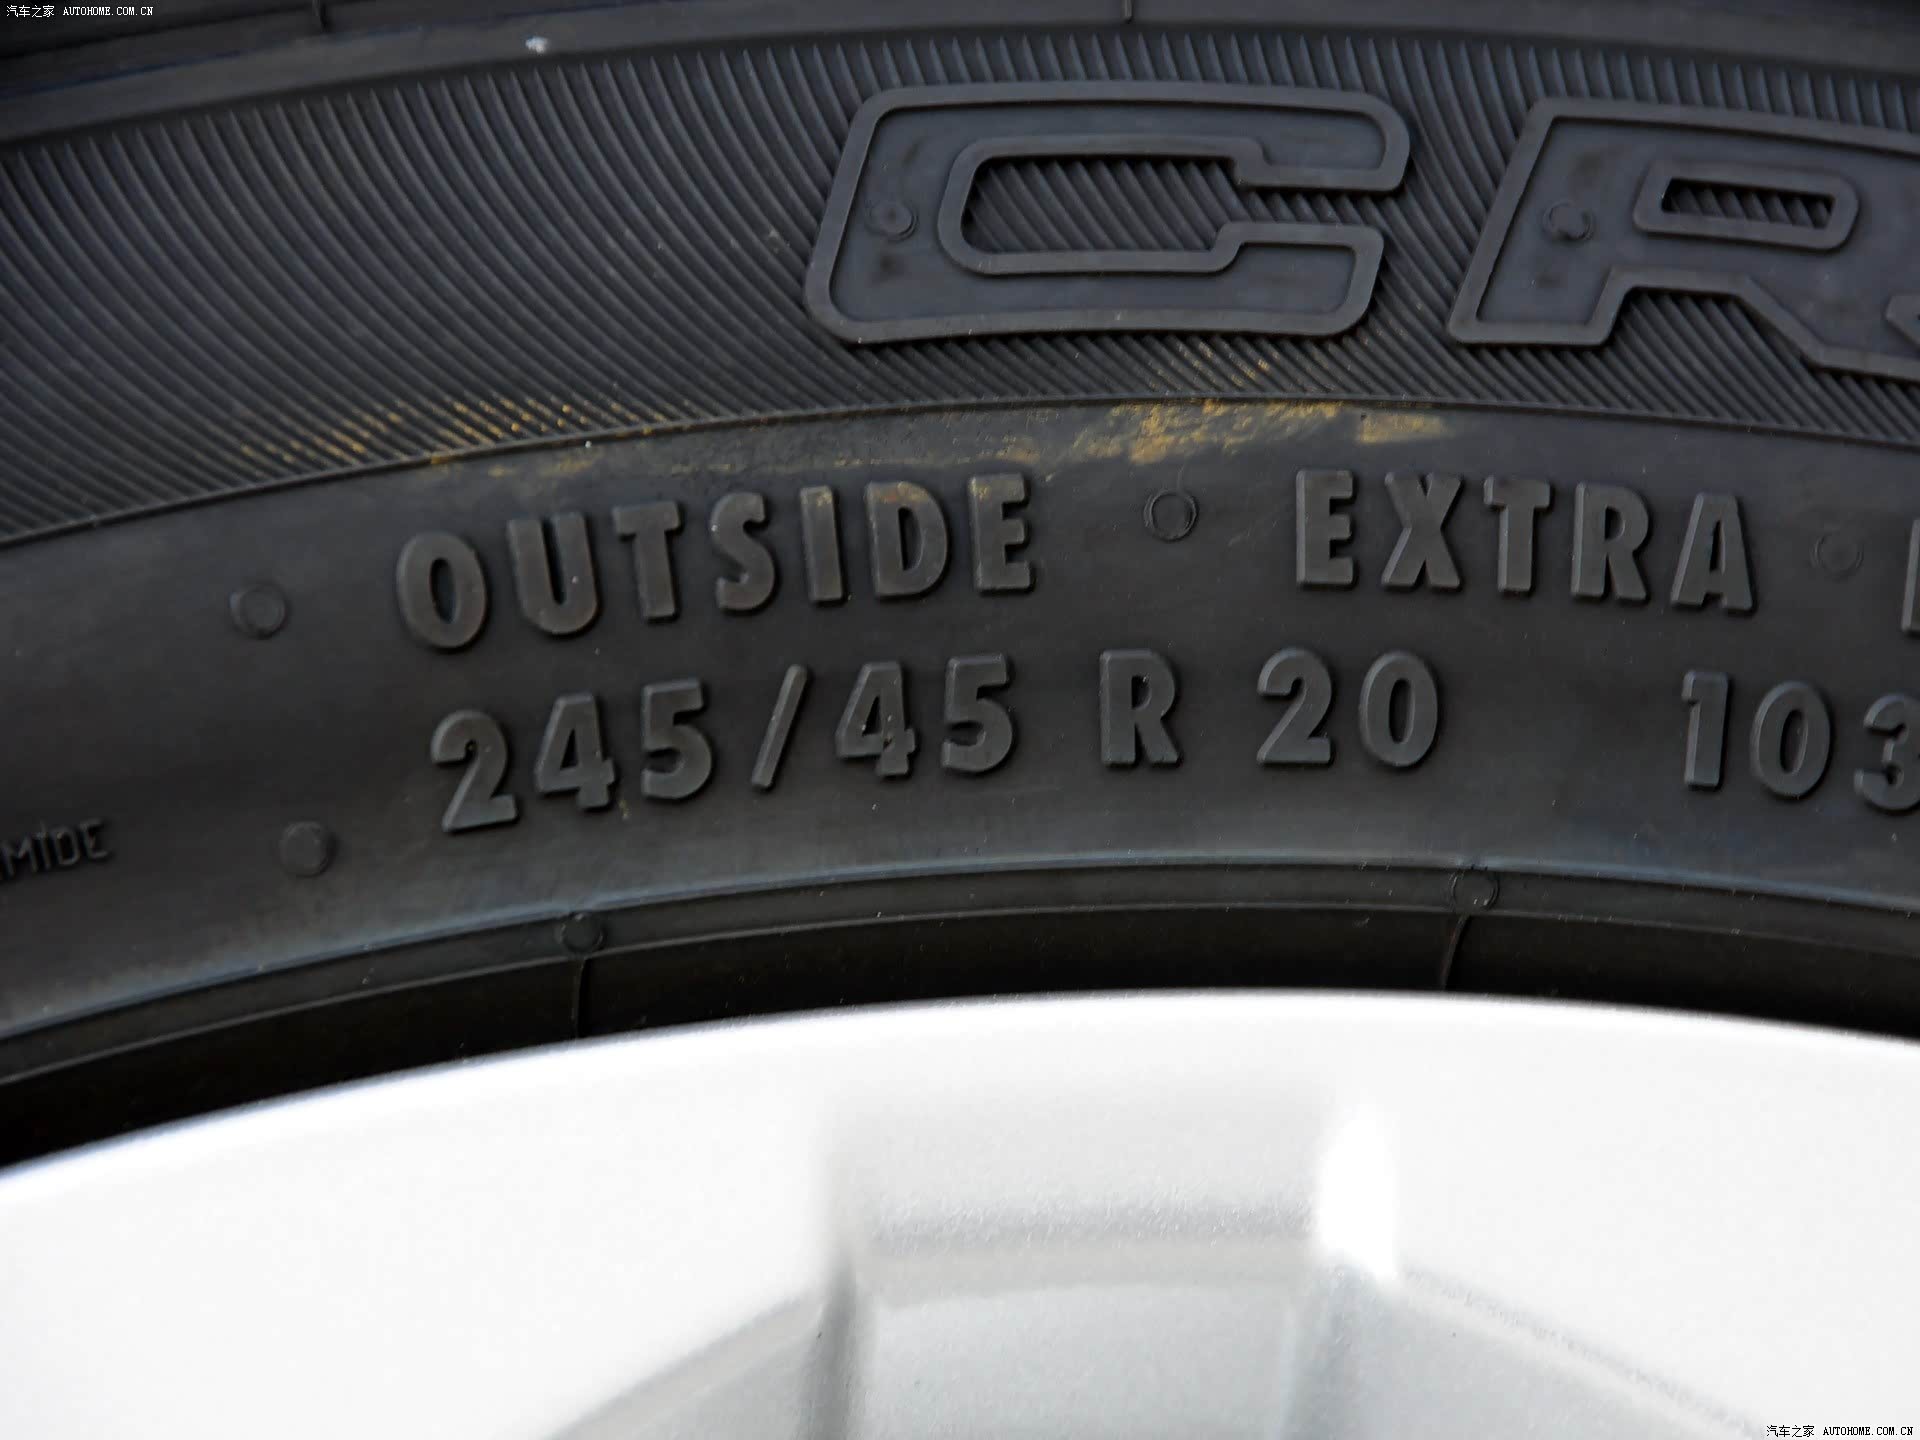 汽车之家 AUTOHOME.COM.CN
CR
OUTSIDE EXTRA
245/45 R 20 103
汽车之家 AUTOHOME.COM.CN